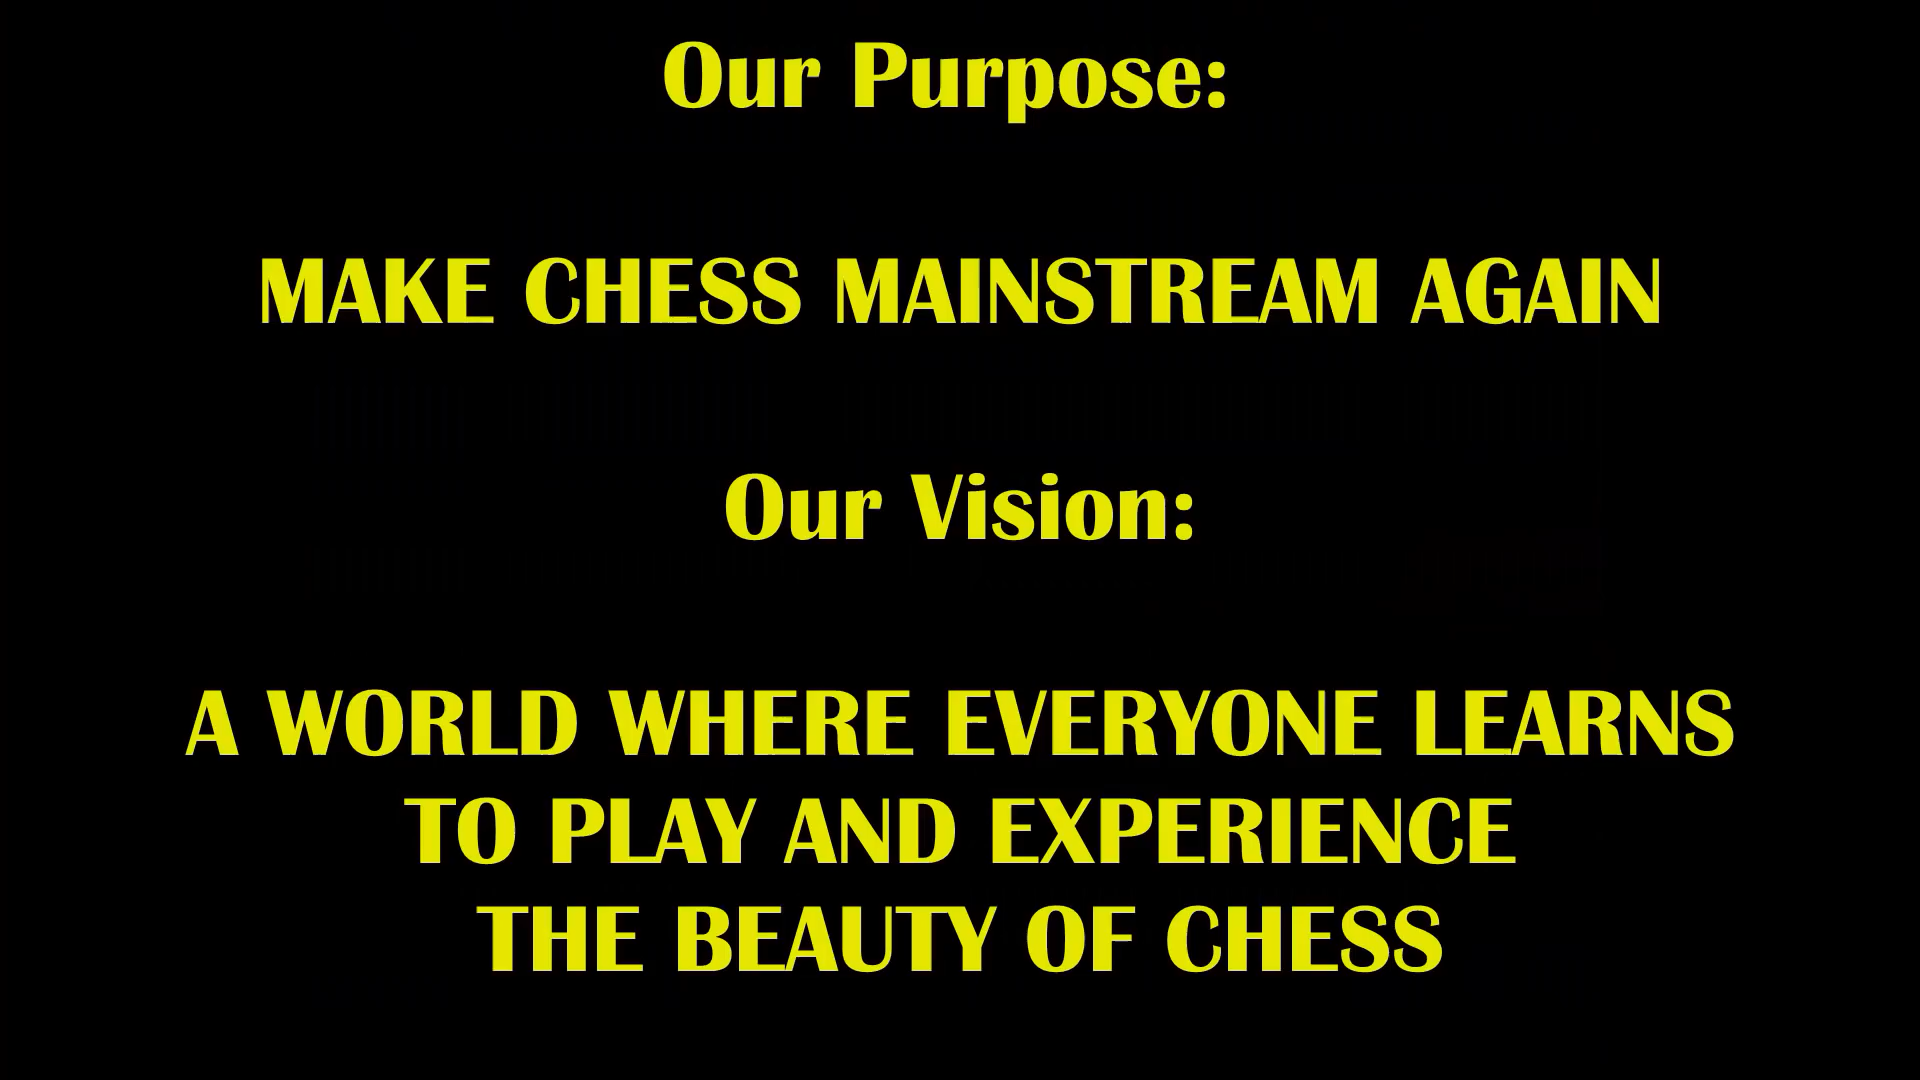 Our Purpose:
MAKE CHESS MAINSTREAM AGAIN
Our Vision:
A WORLD WHERE EVERYONE LEARNS
TO PLAY AND EXPERIENCE
THE BEAUTY OF CHESS